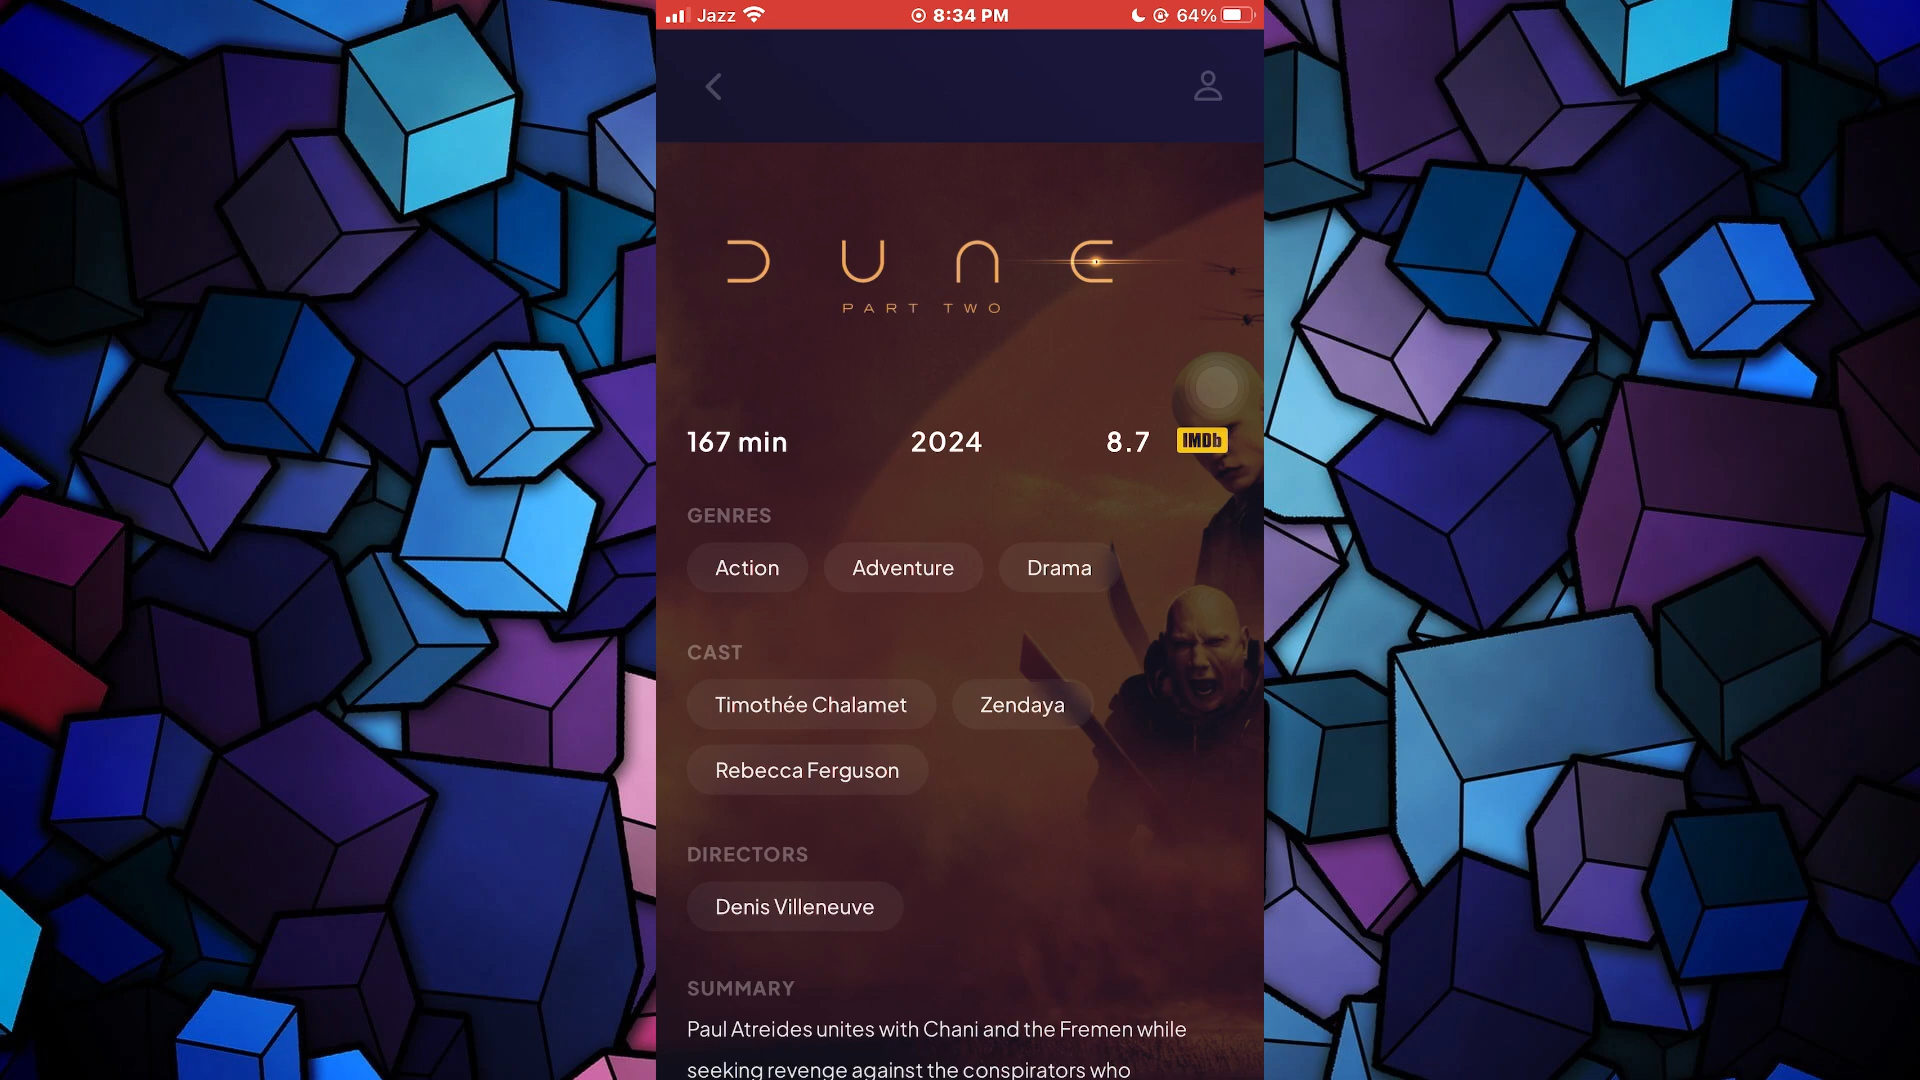 Jazz 8:34 PM 64%
DUNE
PART TWO
167 min 2024 8.7 IMDb
GENRES
Action Adventure Drama
CAST
Timothée Chalamet Zendaya
Rebecca Ferguson
DIRECTORS
Denis Villeneuve
SUMMARY
Paul Atreides unites with Chani and the Fremen while
seeking revenge against the conspirators who